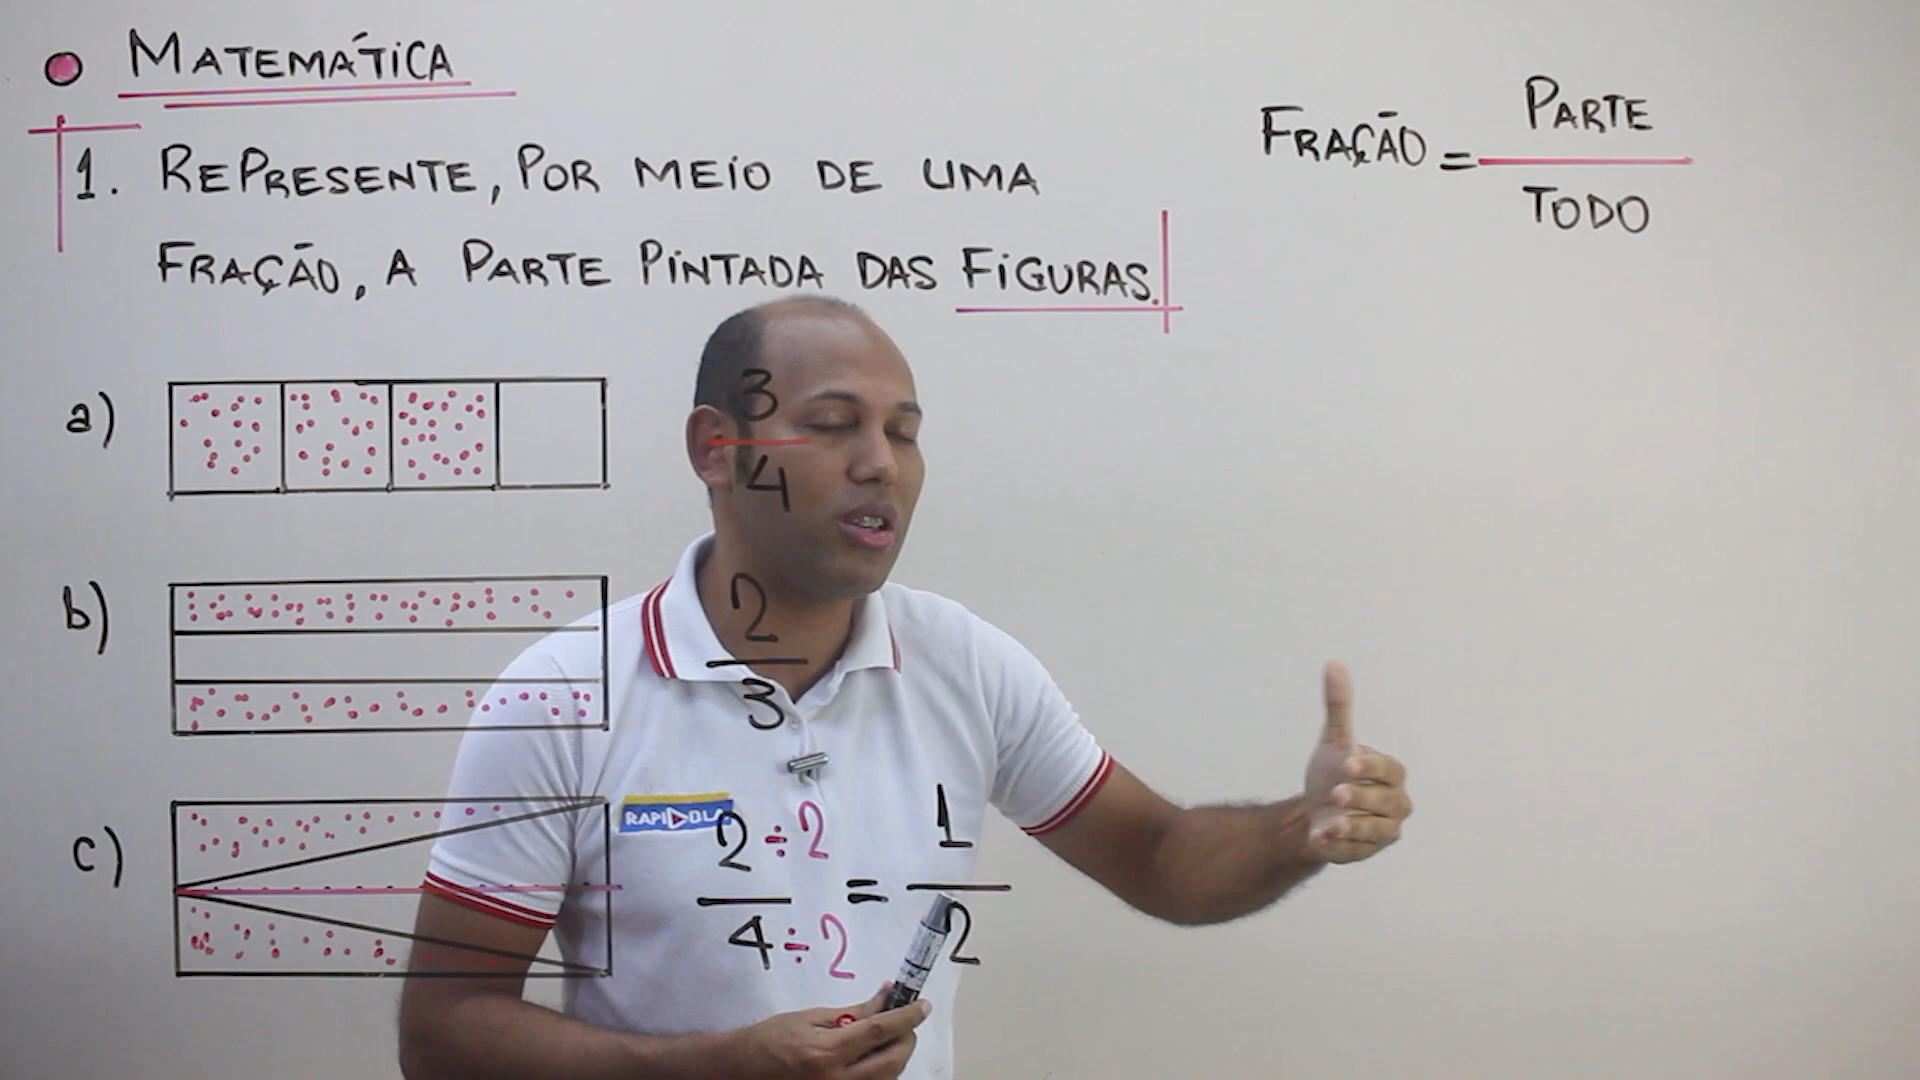 MATEMÁTICA
1. REPRESENTE, POR MEIO DE UMA
FRAÇÃO, A PARTE PINTADA DAS FIGURAS.
FRAÇÃO = PARTE
TODO
a)
3
4
b)
2
3
c)
2 ÷ 2 = 1
4 ÷ 2 2
RAPIDOLA